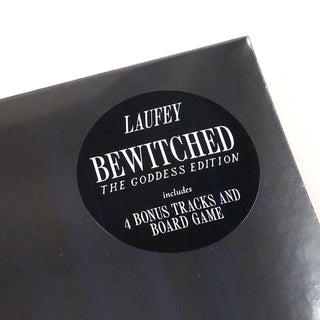 LAUFEY
BEWITCHED
THE GODDESS EDITION
includes
4 BONUS TRACKS AND
BOARD GAME